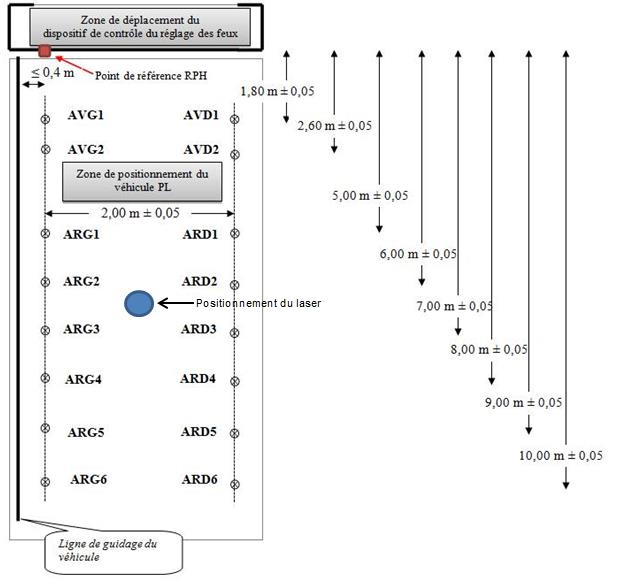 Zone de déplacement du
dispositif de contrôle du réglage des feux
≤ 0,4 m
Point de référence RPH
1,80 m ± 0,05
AVG1
AVD1
2,60 m ± 0,05
AVG2
AVD2
Zone de positionnement du
véhicule PL
5,00 m ± 0,05
2,00 m ± 0,05
ARG1
ARD1
6,00 m ± 0,05
ARG2
ARD2
Positionnement du laser
7,00 m ± 0,05
ARG3
ARD3
8,00 m ± 0,05
ARG4
ARD4
9,00 m ± 0,05
ARG5
ARD5
10,00 m ± 0,05
ARG6
ARD6
Ligne de guidage du
véhicule